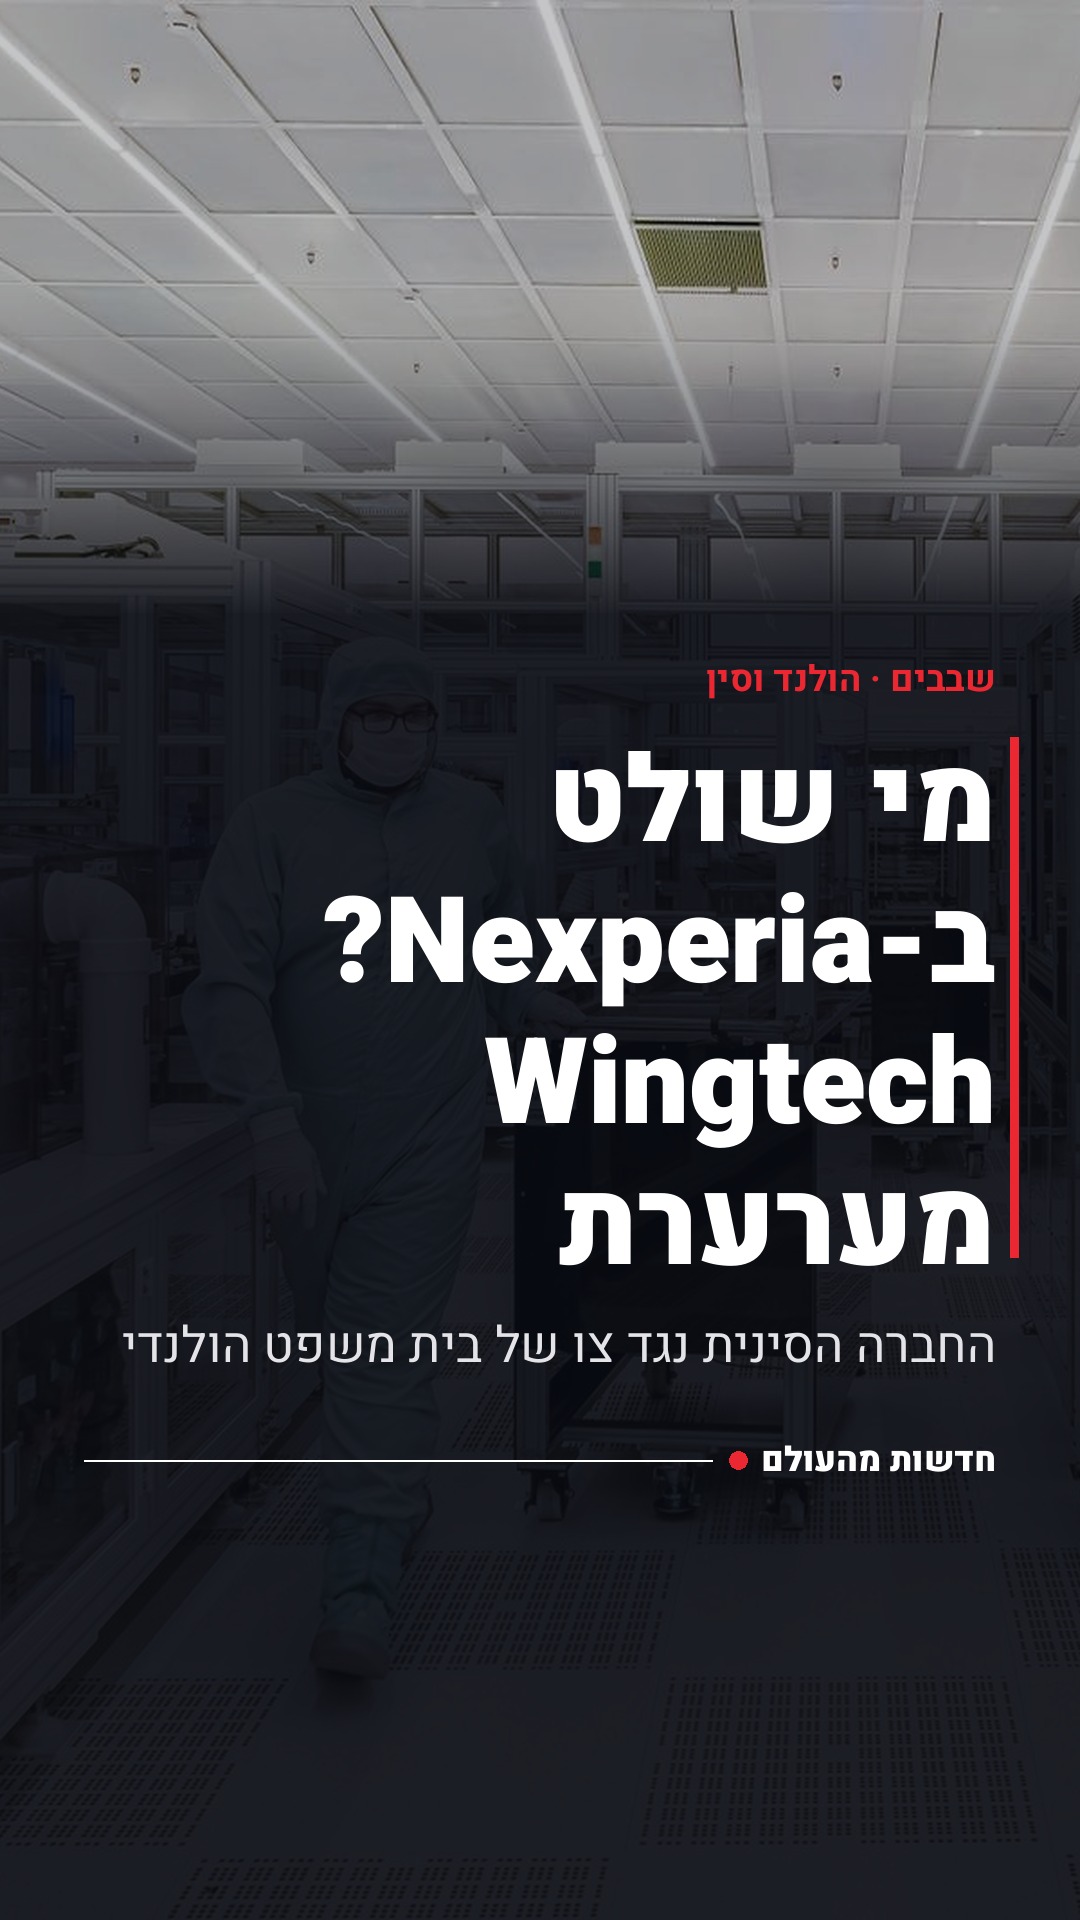 שבבים · הולנד וסין
מי שולט
ב-Nexperia?
Wingtech
מערערת
החברה הסינית נגד צו של בית משפט הולנדי
חדשות מהעולם